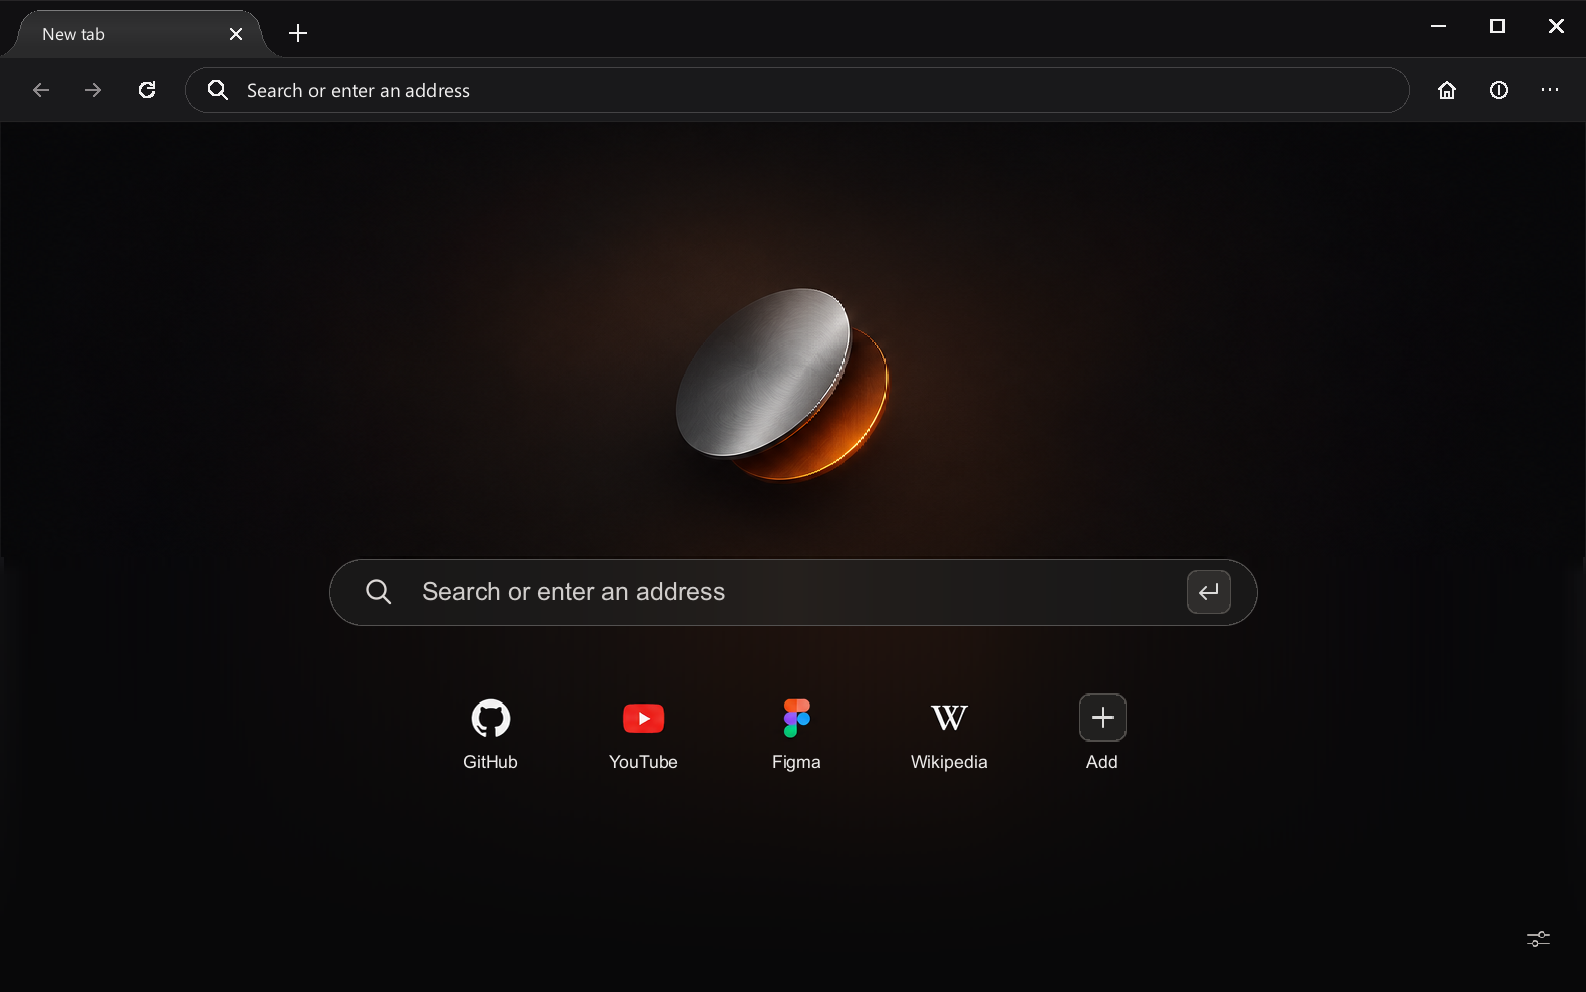 New tab
Search or enter an address
Search or enter an address
GitHub
YouTube
Figma
Wikipedia
Add